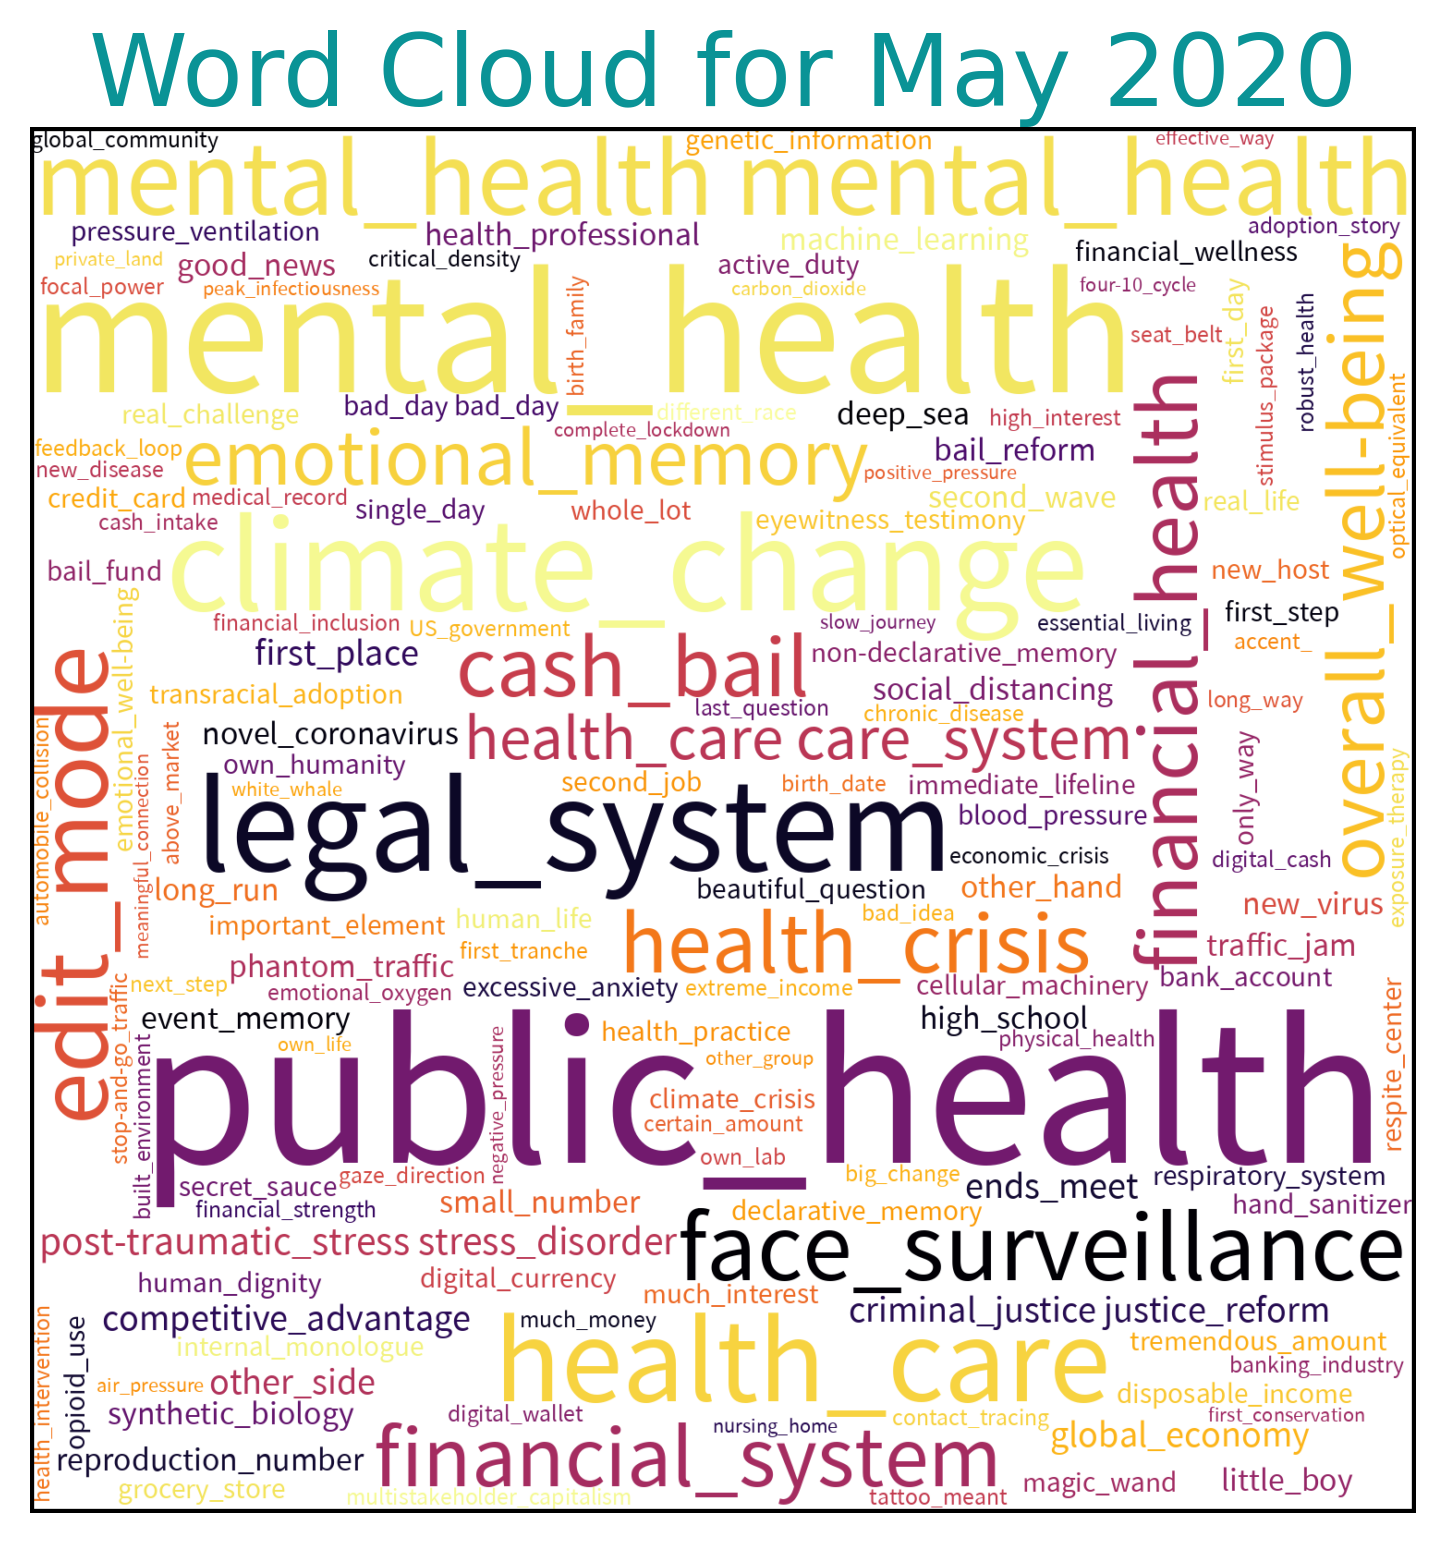 Word Cloud for May 2020
global_community
genetic_information
effective_way
mental_health mental_health
pressure_ventilation
health_professional
machine_learning
adoption_story
private_land
good_news
critical_density
active_duty
financial_wellness
focal_power
peak_infectiousness
birth_family
carbon_dioxide
four-10_cycle
first_day
stimulus_package
robust_health
overall_well-being
mental_health
seat_belt
real_challenge
bad_day bad_day
different_race
deep_sea
high_interest
financial_health
optical_equivalent
feedback_loop
emotional_memory
complete_lockdown
bail_reform
new_disease
positive_pressure
credit_card
medical_record
single_day
whole_lot
second_wave
real_life
cash_intake
climate_change
eyewitness_testimony
bail_fund
new_host
emotional_well-being
financial_inclusion
US_government
slow_journey
essential_living
first_step
first_place
cash_bail
non-declarative_memory
accent_
edit_mode
transracial_adoption
social_distancing
long_way
last_question
chronic_disease
automobile_collision
meaningful_connection
above_market
novel_coronavirus
health_care care_system
only_way
exposure_therapy
own_humanity
white_whale
second_job
birth_date
immediate_lifeline
legal_system
blood_pressure
economic_crisis
digital_cash
long_run
beautiful_question
other_hand
new_virus
important_element
human_life
health_crisis
bad_idea
first_tranche
traffic_jam
phantom_traffic
bank_account
next_step
emotional_oxygen
excessive_anxiety
extreme_income
cellular_machinery
stop-and-go_traffic
event_memory
health_practice
high_school
respite_center
own_life
negative_pressure
other_group
physical_health
built_environment
public_health
climate_crisis
certain_amount
own_lab
gaze_direction
big_change
respiratory_system
secret_sauce
ends_meet
financial_strength
small_number
declarative_memory
hand_sanitizer
post-traumatic_stress stress_disorder
face_surveillance
human_dignity
digital_currency
much_interest
health_intervention
opioid_use
competitive_advantage
much_money
criminal_justice justice_reform
internal_monologue
health_care
tremendous_amount
banking_industry
air_pressure
other_side
disposable_income
synthetic_biology
digital_wallet
nursing_home
contact_tracing
first_conservation
reproduction_number
financial_system
global_economy
grocery_store
multistakeholder_capitalism
tattoo_meant
magic_wand
little_boy